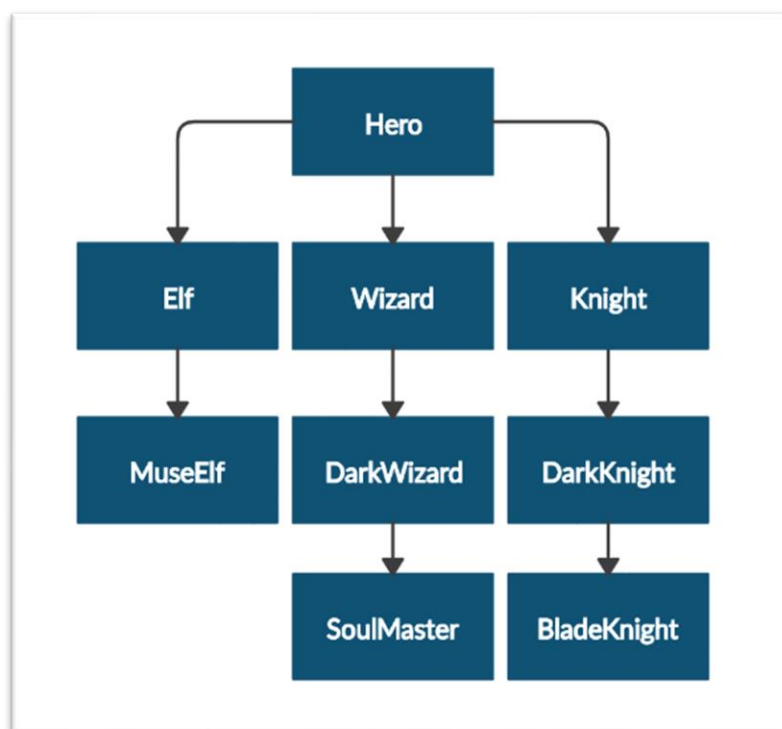 Hero
Elf
Wizard
Knight
MuseElf
DarkWizard
DarkKnight
SoulMaster
BladeKnight